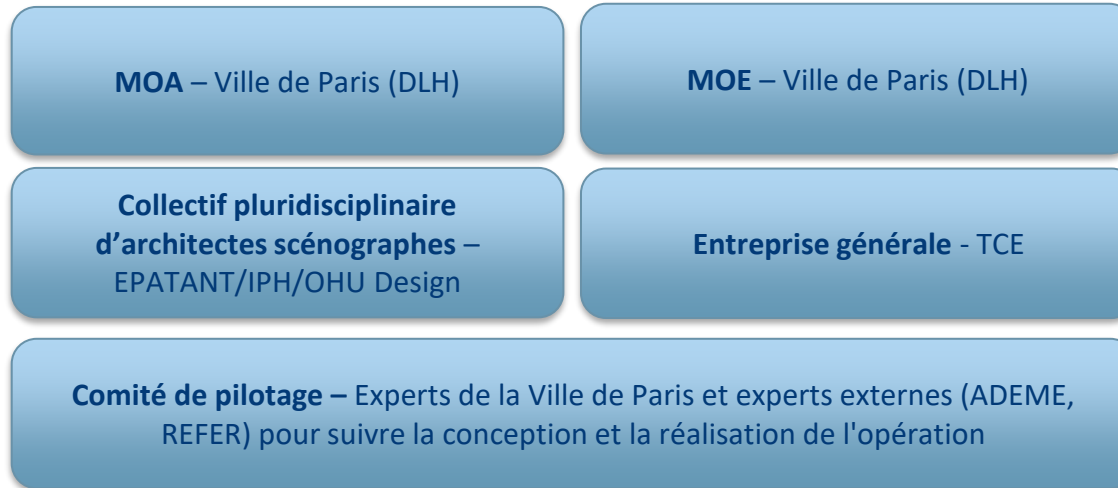 MOA – Ville de Paris (DLH)
MOE – Ville de Paris (DLH)
Collectif pluridisciplinaire
d'architectes scénographes –
EPATANT/IPH/OHU Design
Entreprise générale - TCE
Comité de pilotage – Experts de la Ville de Paris et experts externes (ADEME,
REFER) pour suivre la conception et la réalisation de l'opération